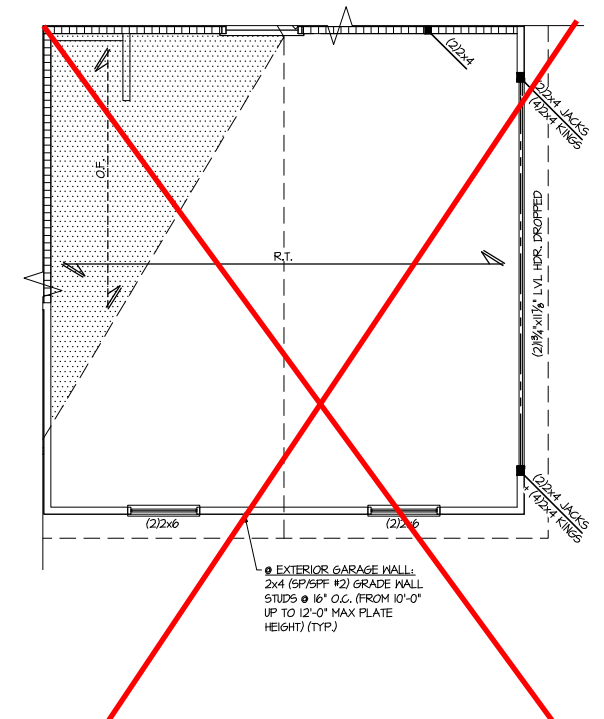 (2)2x4
(2)2x4 JACKS
(4)2x4 KINGS
O.F.
R.T.
(2)1¾"x11⅞" LVL HDR. DROPPED
(2)2x4 JACKS
(4)2x4 KINGS
(2)2x6
(2)2x6
@ EXTERIOR GARAGE WALL:
2x4 (SP/SPF #2) GRADE WALL
STUDS @ 16" O.C. (FROM 10'-0"
UP TO 12'-0" MAX PLATE
HEIGHT) (TYP.)